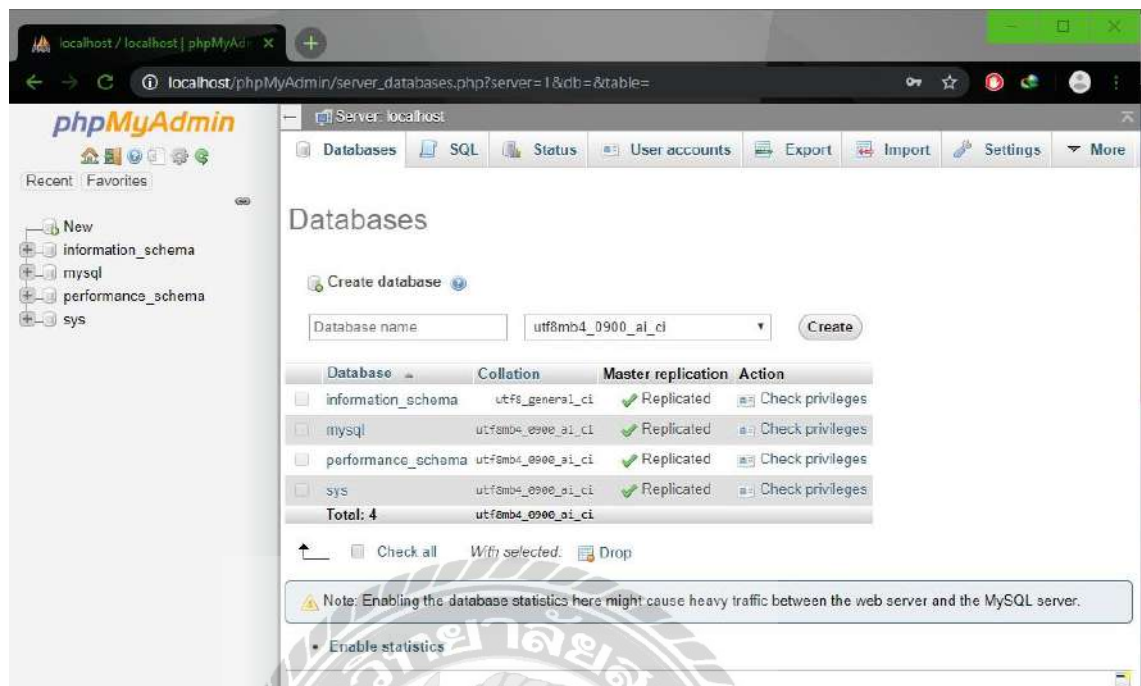 localhost / localhost | phpMyAd
localhost/phpMyAdmin/server_databases.php?server=1&db=&table=
phpMyAdmin
Recent Favorites
New
information_schema
mysql
performance_schema
sys
Server: localhost
Databases SQL Status User accounts Export Import Settings More
Databases
Create database
Database name utf8mb4_0900_ai_ci Create
Database Collation Master replication Action
information_schema utf8_general_ci Replicated Check privileges
mysql utf8mb4_0900_ai_ci Replicated Check privileges
performance_schema utf8mb4_0900_ai_ci Replicated Check privileges
sys utf8mb4_0900_ai_ci Replicated Check privileges
Total: 4 utf8mb4_0900_ai_ci
Check all With selected: Drop
Note: Enabling the database statistics here might cause heavy traffic between the web server and the MySQL server.
Enable statistics